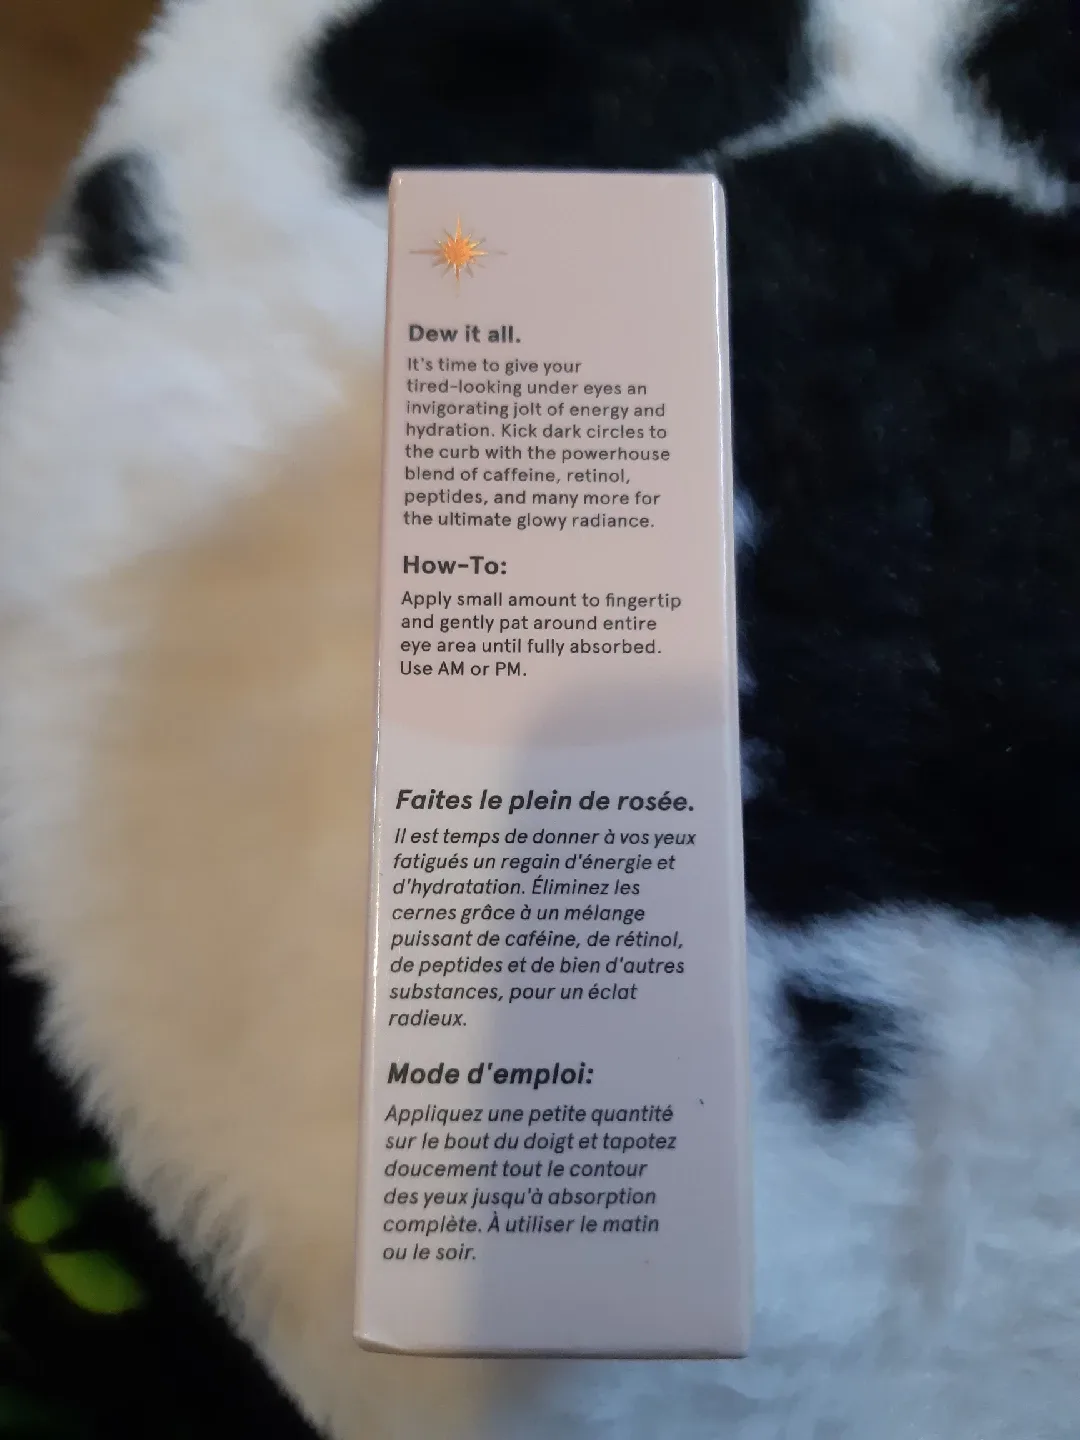 Dew it all.
It's time to give your
tired-looking under eyes an
invigorating jolt of energy and
hydration. Kick dark circles to
the curb with the powerhouse
blend of caffeine, retinol,
peptides, and many more for
the ultimate glowy radiance.
How-To:
Apply small amount to fingertip
and gently pat around entire
eye area until fully absorbed.
Use AM or PM.
Faites le plein de rosée.
Il est temps de donner à vos yeux
fatigués un regain d'énergie et
d'hydratation. Éliminez les
cernes grâce à un mélange
puissant de caféine, de rétinol,
de peptides et de bien d'autres
substances, pour un éclat
radieux.
Mode d'emploi:
Appliquez une petite quantité
sur le bout du doigt et tapotez
doucement tout le contour
des yeux jusqu'à absorption
complète. À utiliser le matin
ou le soir.